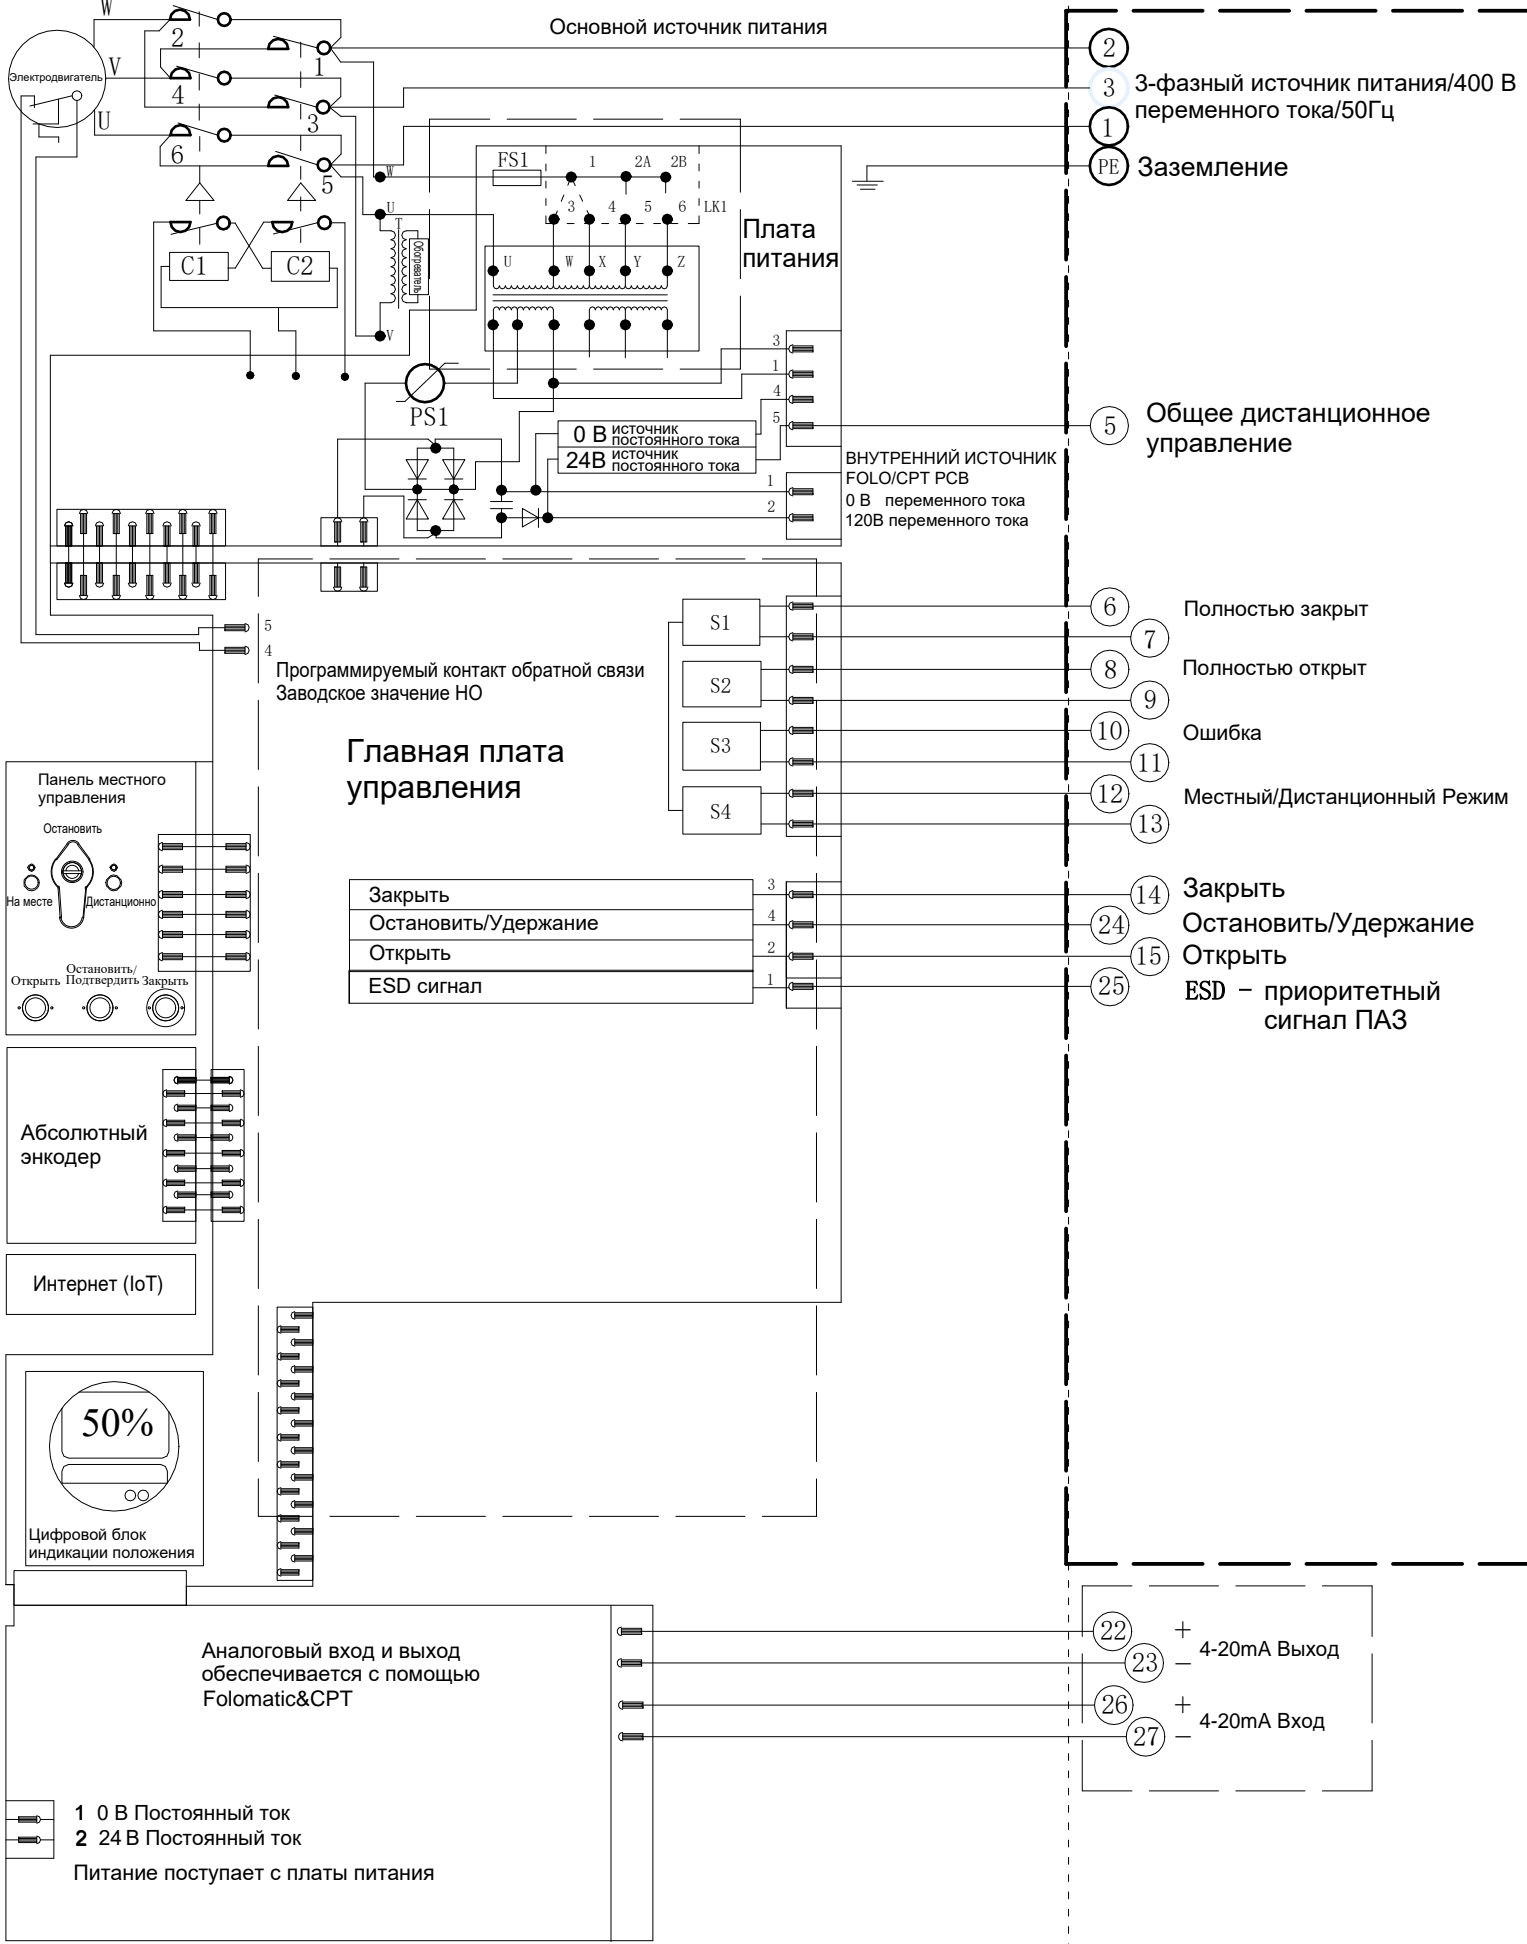 W
Основной источник питания
2
2
1
Электродвигатель
V
4
3
3-фазный источник питания/400 В
переменного тока/50Гц
U
3
1
6
5
FS1
1
2A
2B
W
PE
Заземление
U
T
Обогреватель
3
4
5
6
LK1
Плата
питания
C1
C2
U
W
X
Y
Z
V
3
1
4
5
PS1
0 В источник
постоянного тока
24В источник
постоянного тока
5
Общее дистанционное
управление
ВНУТРЕННИЙ ИСТОЧНИК
FOLO/CPT PCB
1
0 В переменного тока
2
120В переменного тока
5
4
Программируемый контакт обратной связи
Заводское значение НО
Главная плата
управления
S1
S2
S3
S4
6
Полностью закрыт
7
8
Полностью открыт
9
10
Ошибка
11
12
Местный/Дистанционный Режим
13
Панель местного
управления
Остановить
На месте
Дистанционно
Открыть
Остановить/
Подтвердить
Закрыть
Закрыть
3
14
Закрыть
Остановить/Удержание
4
24
Остановить/Удержание
Открыть
2
15
Открыть
ESD сигнал
1
25
ESD - приоритетный
сигнал ПАЗ
Абсолютный
энкодер
Интернет (IoT)
50%
Цифровой блок
индикации положения
Аналоговый вход и выход
обеспечивается с помощью
Folomatic&CPT
22
+
4-20mA Выход
23
−
26
+
4-20mA Вход
27
−
1 0 В Постоянный ток
2 24 В Постоянный ток
Питание поступает с платы питания